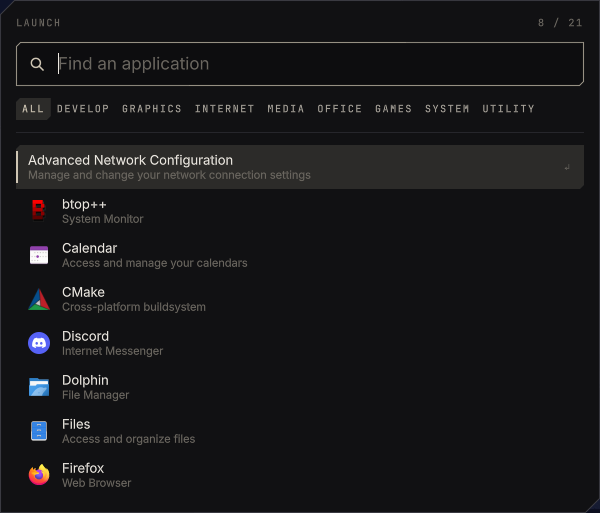 LAUNCH 8 / 21
Find an application
ALL DEVELOP GRAPHICS INTERNET MEDIA OFFICE GAMES SYSTEM UTILITY
Advanced Network Configuration
Manage and change your network connection settings
btop++
System Monitor
Calendar
Access and manage your calendars
CMake
Cross-platform buildsystem
Discord
Internet Messenger
Dolphin
File Manager
Files
Access and organize files
Firefox
Web Browser